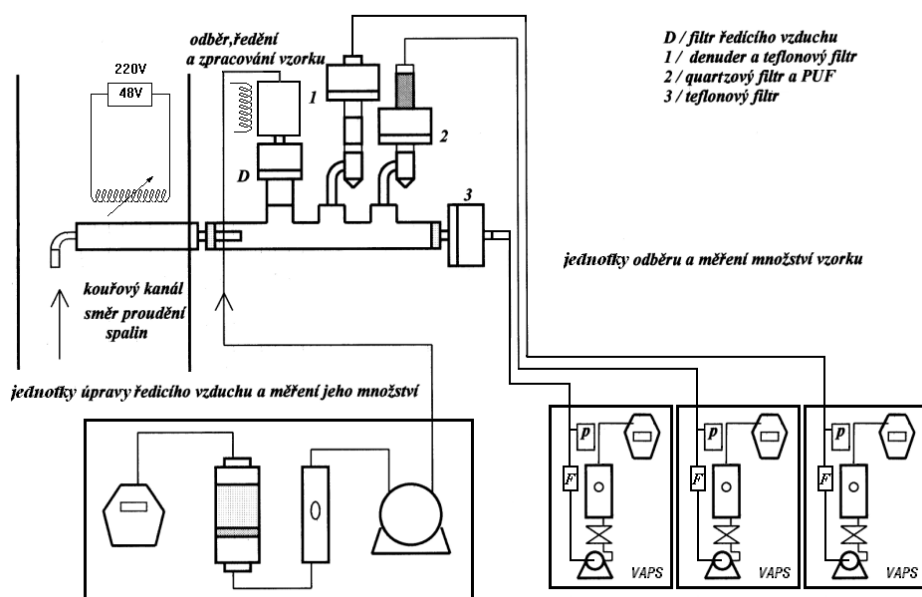 odběr,ředění
a zpracování vzorku
D / filtr ředícího vzduchu
1 / denuder a teflonový filtr
2 / quartzový filtr a PUF
3 / teflonový filtr
220V
48V
1
2
D
3
jednotky odběru a měření množství vzorku
kouřový kanál
směr proudění
spalin
jednotky úpravy ředicího vzduchu a měření jeho množství
p
p
p
F
F
F
VAPS
VAPS
VAPS